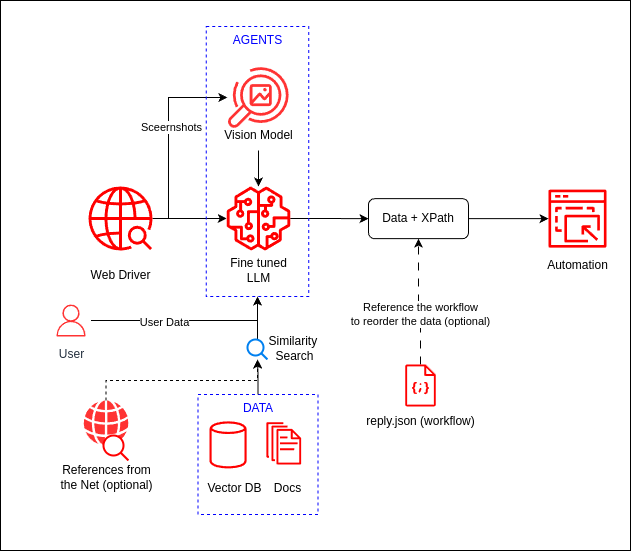 AGENTS
Vision Model
Sceernshots
Fine tuned
LLM
Web Driver
Data + XPath
Automation
User Data
User
Similarity
Search
Reference the workflow
to reorder the data (optional)
{;}
reply.json (workflow)
References from
the Net (optional)
DATA
Vector DB
Docs